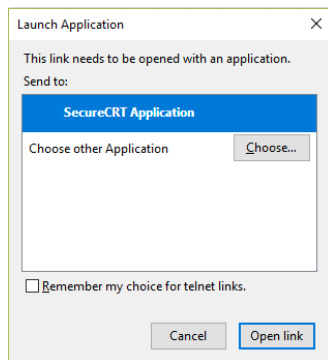 Launch Application
This link needs to be opened with an application.
Send to:
SecureCRT Application
Choose other Application
Choose...
Remember my choice for telnet links.
Cancel
Open link